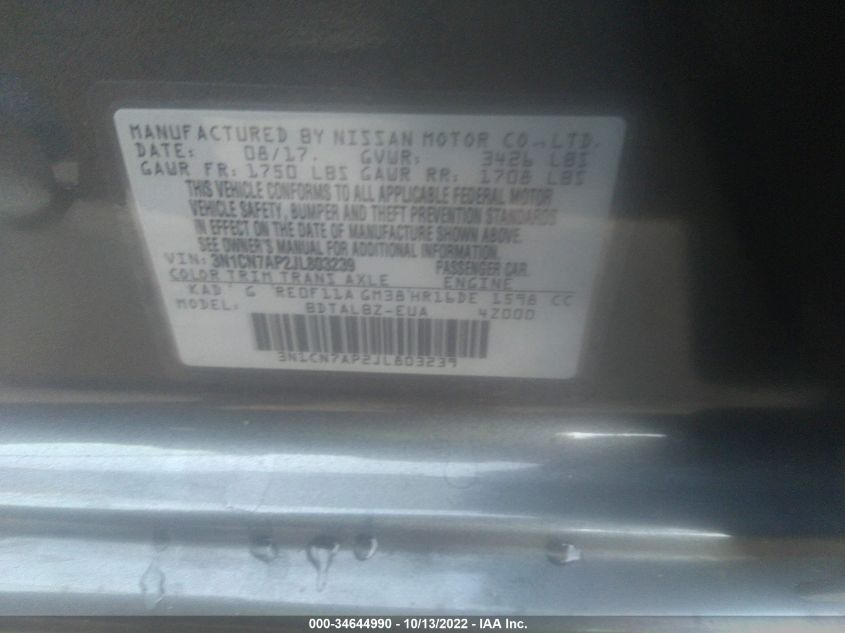 MANUFACTURED BY NISSAN MOTOR CO.,LTD.
DATE: 08/17. GVWR: 3426 LBS
GAWR FR: 1750 LBS GAWR RR: 1708 LBS
THIS VEHICLE CONFORMS TO ALL APPLICABLE FEDERAL MOTOR
VEHICLE SAFETY, BUMPER AND THEFT PREVENTION STANDARDS
IN EFFECT ON THE DATE OF MANUFACTURE SHOWN ABOVE.
SEE OWNER'S MANUAL FOR ADDITIONAL INFORMATION.
VIN: 3N1CN7AP2JL803239 PASSENGER CAR.
COLOR TRIM TRANS AXLE ENGINE
KAD G RE0F11A GM38 HR16DE 1598 CC
MODEL: BDTALBZ-EUA 4Z000
3N1CN7AP2JL803239
000-34644990 - 10/13/2022 - IAA Inc.